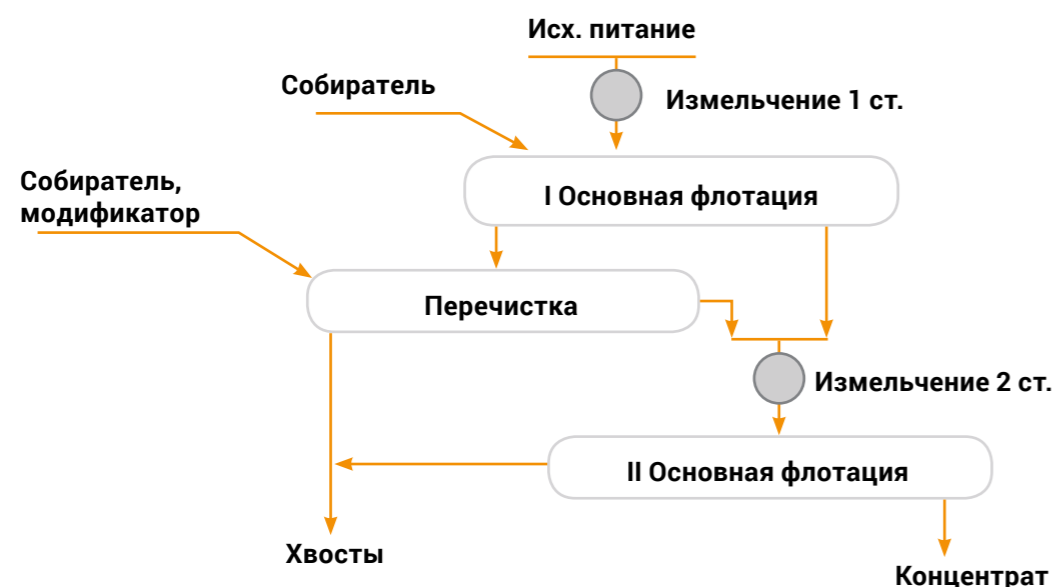 Исх. питание
Собиратель
Измельчение 1 ст.
I Основная флотация
Собиратель,
модификатор
Перечистка
Измельчение 2 ст.
II Основная флотация
Хвосты
Концентрат